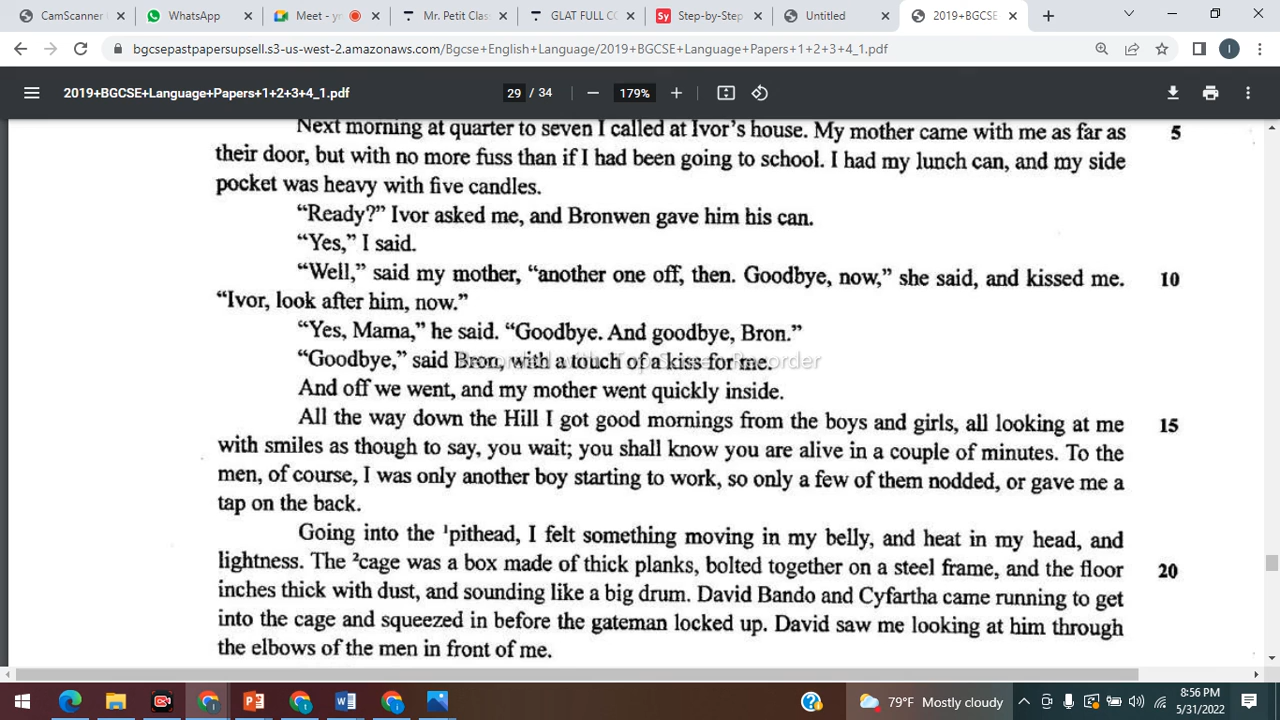 CamScanner
WhatsApp
Meet - ym
Mr. Petit Clas
GLAT FULL CO
Step-by-Step
Untitled
2019+BGCSE
bgcsepastpapersupsell.s3-us-west-2.amazonaws.com/Bgcse+English+Language/2019+BGCSE+Language+Papers+1+2+3+4_1.pdf
2019+BGCSE+Language+Papers+1+2+3+4_1.pdf
29 / 34
179%
Next morning at quarter to seven I called at Ivor's house. My mother came with me as far as 5
their door, but with no more fuss than if I had been going to school. I had my lunch can, and my side
pocket was heavy with five candles.
"Ready?" Ivor asked me, and Bronwen gave him his can.
"Yes," I said.
"Well," said my mother, "another one off, then. Goodbye, now," she said, and kissed me. 10
"Ivor, look after him, now."
"Yes, Mama," he said. "Goodbye. And goodbye, Bron."
"Goodbye," said Bron, with a touch of a kiss for me.
And off we went, and my mother went quickly inside.
All the way down the Hill I got good mornings from the boys and girls, all looking at me 15
with smiles as though to say, you wait; you shall know you are alive in a couple of minutes. To the
men, of course, I was only another boy starting to work, so only a few of them nodded, or gave me a
tap on the back.
Going into the ¹pithead, I felt something moving in my belly, and heat in my head, and
lightness. The ²cage was a box made of thick planks, bolted together on a steel frame, and the floor 20
inches thick with dust, and sounding like a big drum. David Bando and Cyfartha came running to get
into the cage and squeezed in before the gateman locked up. David saw me looking at him through
the elbows of the men in front of me.
79°F Mostly cloudy
8:56 PM
5/31/2022